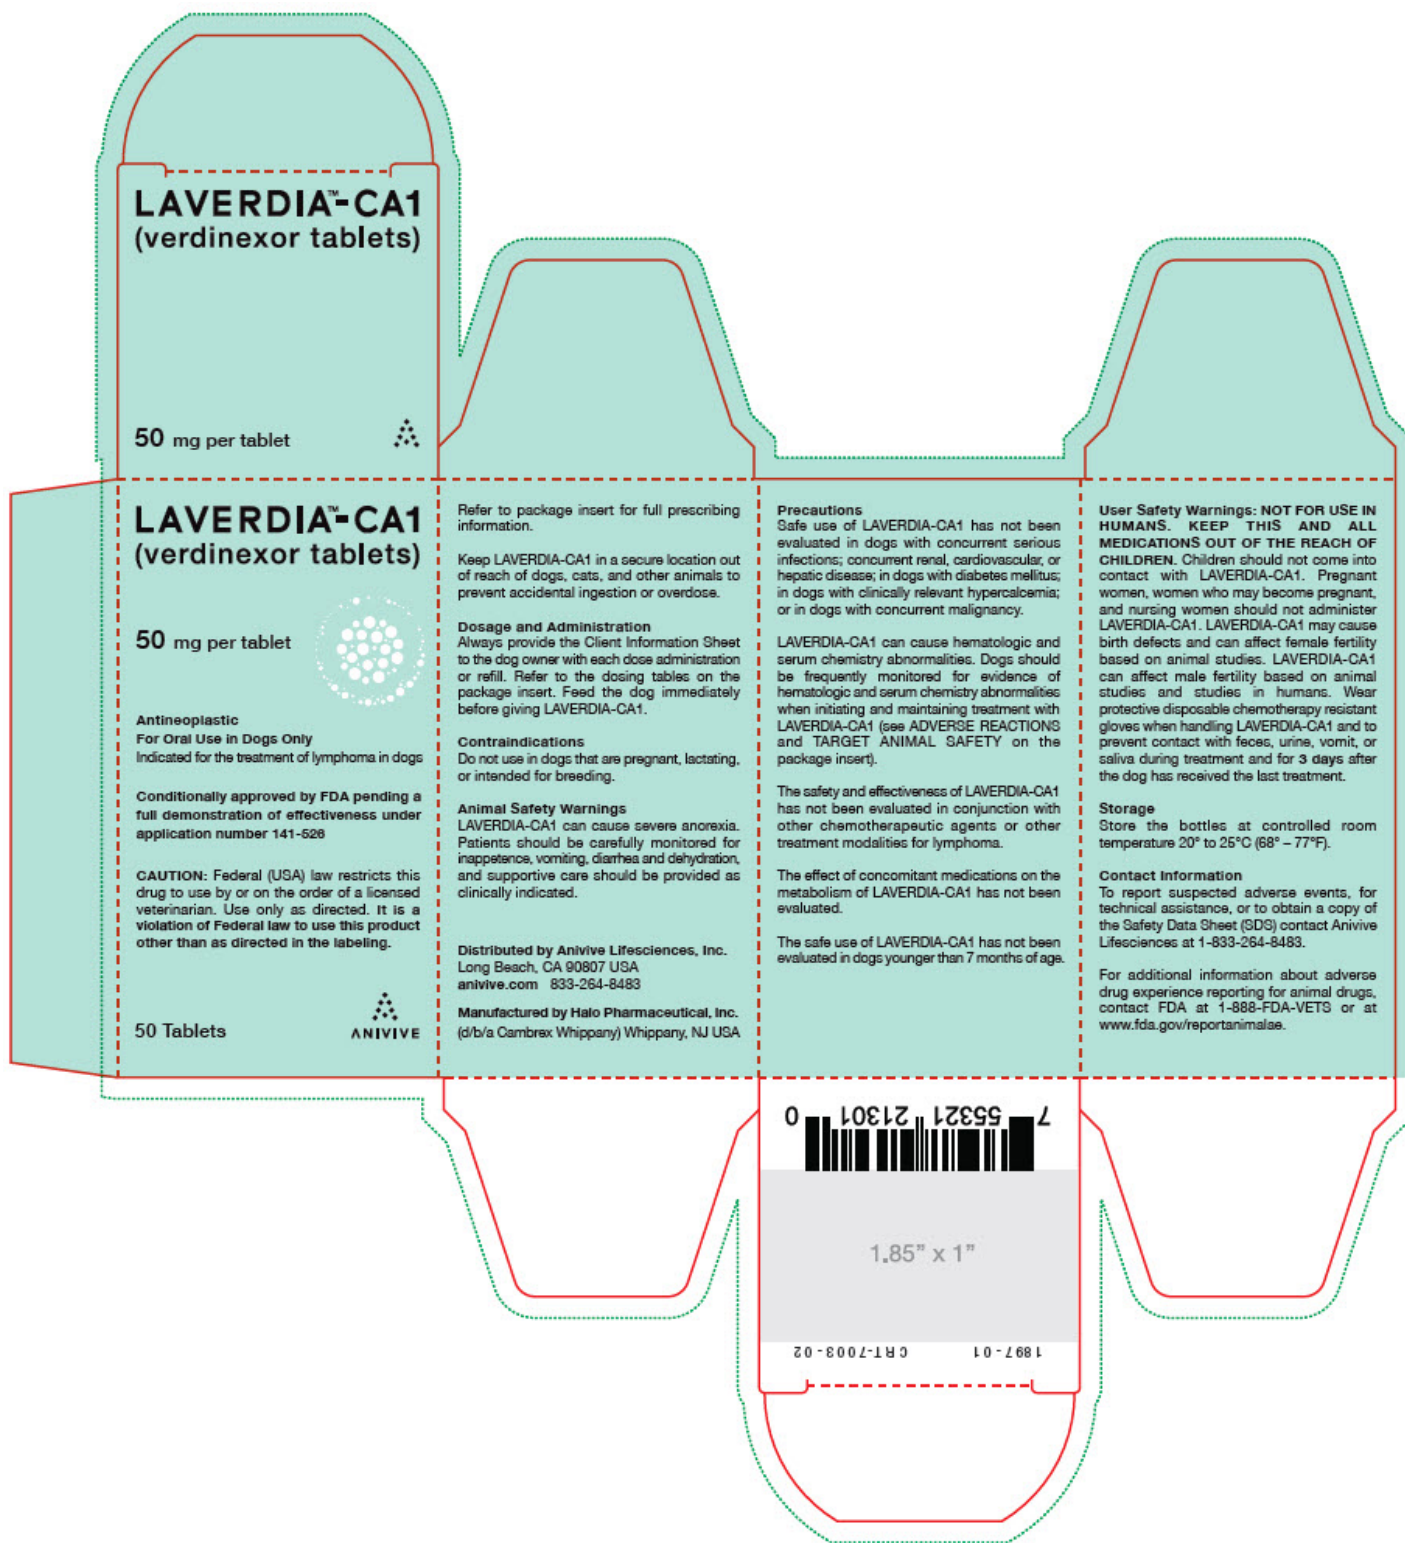 LAVERDIA™-CA1
(verdinexor tablets)
50 mg per tablet
LAVERDIA™-CA1
(verdinexor tablets)
50 mg per tablet
Antineoplastic
For Oral Use in Dogs Only
Indicated for the treatment of lymphoma in dogs
Conditionally approved by FDA pending a
full demonstration of effectiveness under
application number 141-526
CAUTION: Federal (USA) law restricts this
drug to use by or on the order of a licensed
veterinarian. Use only as directed. It is a
violation of Federal law to use this product
other than as directed in the labeling.
50 Tablets
ANIVIVE
Refer to package insert for full prescribing
information.
Keep LAVERDIA-CA1 in a secure location out
of reach of dogs, cats, and other animals to
prevent accidental ingestion or overdose.
Dosage and Administration
Always provide the Client Information Sheet
to the dog owner with each dose administration
or refill. Refer to the dosing tables on the
package insert. Feed the dog immediately
before giving LAVERDIA-CA1.
Contraindications
Do not use in dogs that are pregnant, lactating,
or intended for breeding.
Animal Safety Warnings
LAVERDIA-CA1 can cause severe anorexia.
Patients should be carefully monitored for
inappetence, vomiting, diarrhea and dehydration,
and supportive care should be provided as
clinically indicated.
Distributed by Anivive Lifesciences, Inc.
Long Beach, CA 90807 USA
anivive.com 833-264-8483
Manufactured by Halo Pharmaceutical, Inc.
(d/b/a Cambrex Whippany) Whippany, NJ USA
Precautions
Safe use of LAVERDIA-CA1 has not been
evaluated in dogs with concurrent serious
infections; concurrent renal, cardiovascular, or
hepatic disease; in dogs with diabetes mellitus;
in dogs with clinically relevant hypercalcemia;
or in dogs with concurrent malignancy.
LAVERDIA-CA1 can cause hematologic and
serum chemistry abnormalities. Dogs should
be frequently monitored for evidence of
hematologic and serum chemistry abnormalities
when initiating and maintaining treatment with
LAVERDIA-CA1 (see ADVERSE REACTIONS
and TARGET ANIMAL SAFETY on the
package insert).
The safety and effectiveness of LAVERDIA-CA1
has not been evaluated in conjunction with
other chemotherapeutic agents or other
treatment modalities for lymphoma.
The effect of concomitant medications on the
metabolism of LAVERDIA-CA1 has not been
evaluated.
The safe use of LAVERDIA-CA1 has not been
evaluated in dogs younger than 7 months of age.
User Safety Warnings: NOT FOR USE IN
HUMANS. KEEP THIS AND ALL
MEDICATIONS OUT OF THE REACH OF
CHILDREN. Children should not come into
contact with LAVERDIA-CA1. Pregnant
women, women who may become pregnant,
and nursing women should not administer
LAVERDIA-CA1. LAVERDIA-CA1 may cause
birth defects and can affect female fertility
based on animal studies. LAVERDIA-CA1
can affect male fertility based on animal
studies and studies in humans. Wear
protective disposable chemotherapy resistant
gloves when handling LAVERDIA-CA1 and to
prevent contact with feces, urine, vomit, or
saliva during treatment and for 3 days after
the dog has received the last treatment.
Storage
Store the bottles at controlled room
temperature 20° to 25°C (68° – 77°F).
Contact Information
To report suspected adverse events, for
technical assistance, or to obtain a copy of
the Safety Data Sheet (SDS) contact Anivive
Lifesciences at 1-833-264-8483.
For additional information about adverse
drug experience reporting for animal drugs,
contact FDA at 1-888-FDA-VETS or at
www.fda.gov/reportanimalae.
7 55321 21301 0
1.85” x 1”
1897-01 CRT-7003-02